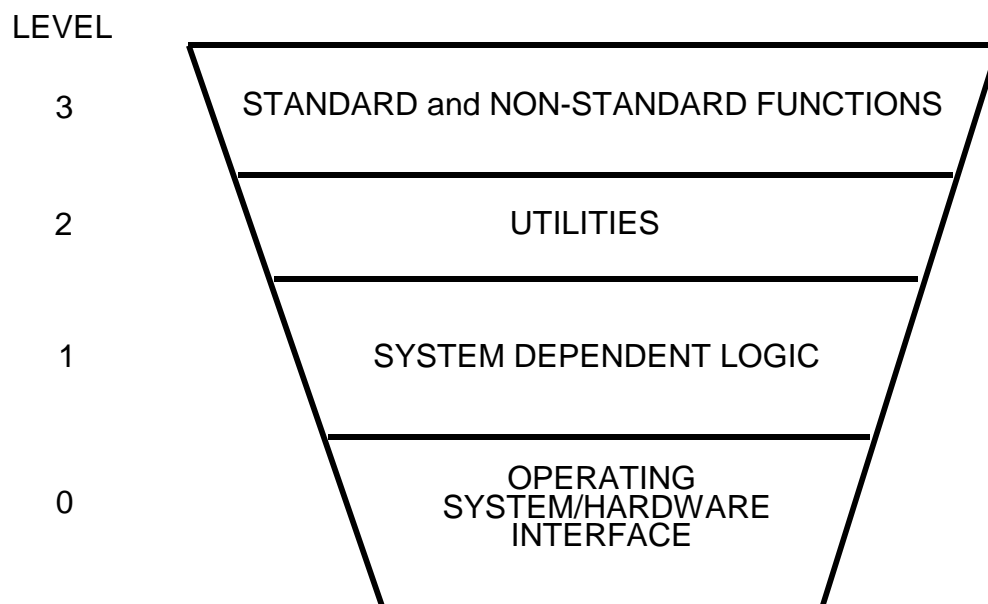 LEVEL
3
STANDARD and NON-STANDARD FUNCTIONS
2
UTILITIES
1
SYSTEM DEPENDENT LOGIC
0
OPERATING
SYSTEM/HARDWARE
INTERFACE